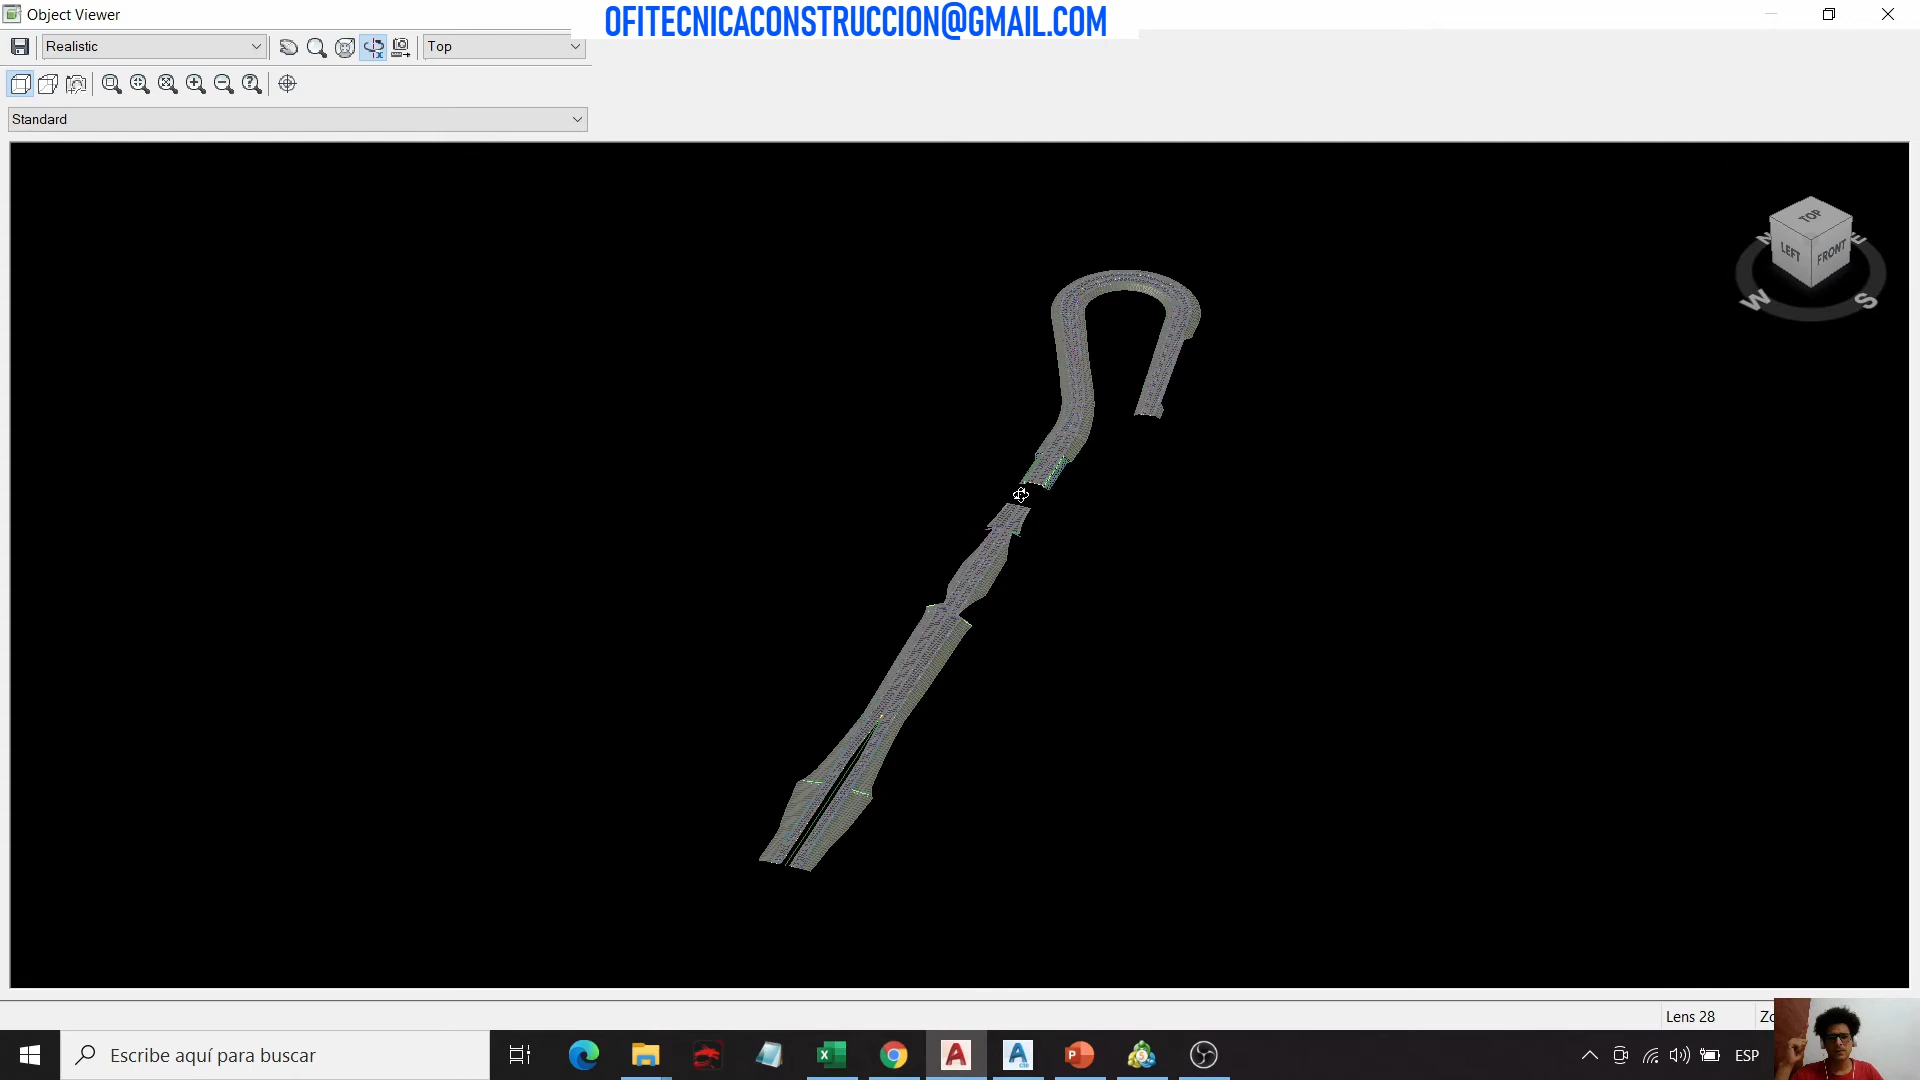 Object Viewer
OFITECNICACONSTRUCCION@GMAIL.COM
Realistic
Top
Standard
TOP
LEFT
FRONT
N
E
W
S
Lens 28
Escribe aquí para buscar
ESP